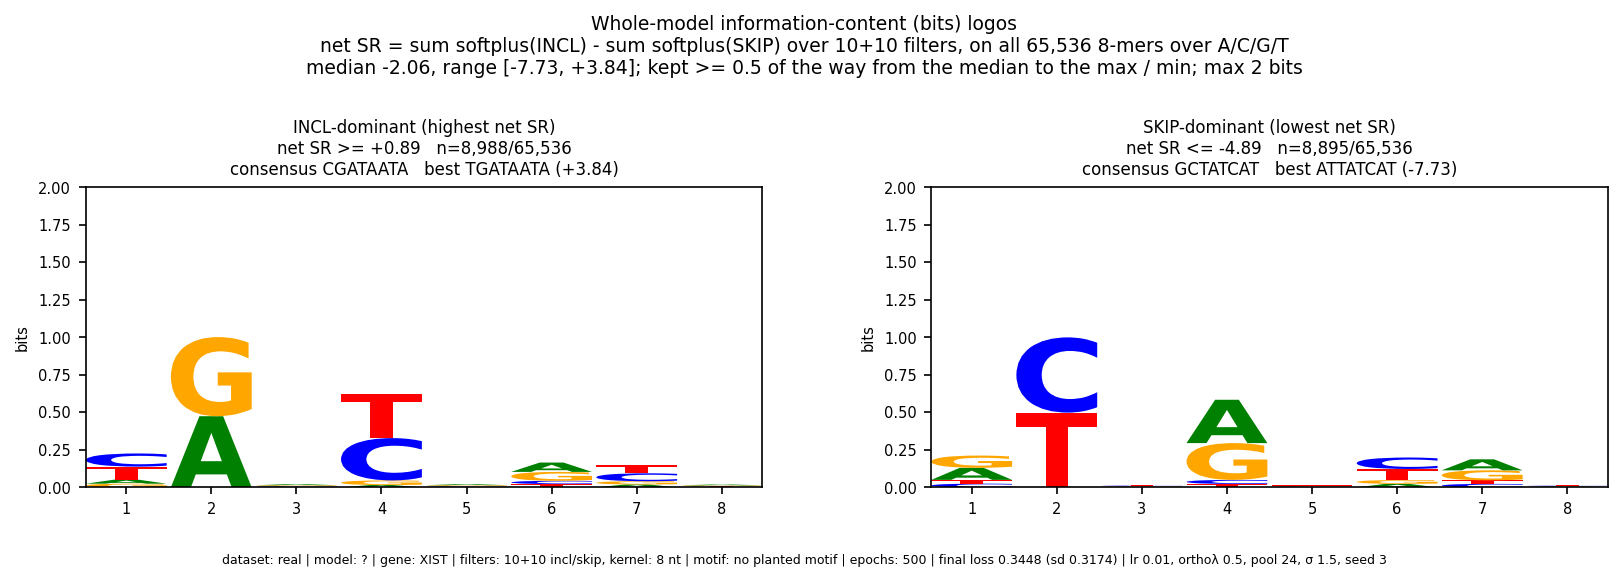 Whole-model information-content (bits) logos
net SR = sum softplus(INCL) - sum softplus(SKIP) over 10+10 filters, on all 65,536 8-mers over A/C/G/T
median -2.06, range [-7.73, +3.84]; kept >= 0.5 of the way from the median to the max / min; max 2 bits
INCL-dominant (highest net SR)
net SR >= +0.89   n=8,988/65,536
consensus CGATAATA   best TGATAATA (+3.84)
2.00
1.75
1.50
1.25
1.00
0.75
0.50
0.25
0.00
bits
C T A G
G A
T C G
A G C T
T C G A
1 2 3 4 5 6 7 8
SKIP-dominant (lowest net SR)
net SR <= -4.89   n=8,895/65,536
consensus GCTATCAT   best ATTATCAT (-7.73)
2.00
1.75
1.50
1.25
1.00
0.75
0.50
0.25
0.00
bits
G A T C
C T
A G C T
C T G A
A G T C
1 2 3 4 5 6 7 8
dataset: real | model: ? | gene: XIST | filters: 10+10 incl/skip, kernel: 8 nt | motif: no planted motif | epochs: 500 | final loss 0.3448 (sd 0.3174) | lr 0.01, orthoλ 0.5, pool 24, σ 1.5, seed 3